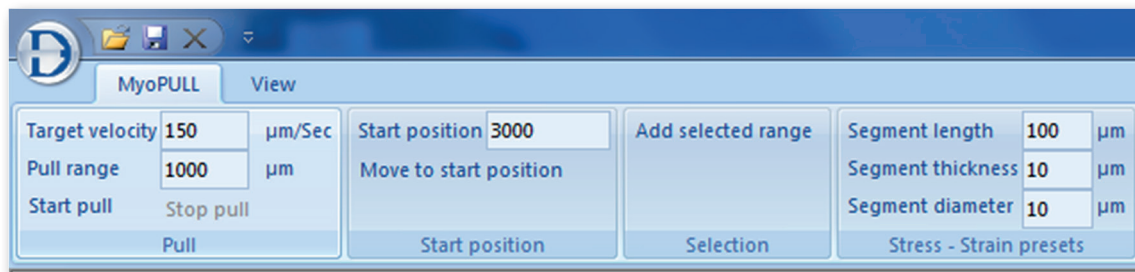 D
MyoPULL View
Target velocity 150 µm/Sec
Pull range 1000 µm
Start pull Stop pull
Pull
Start position 3000
Move to start position
Start position
Add selected range
Selection
Segment length 100 µm
Segment thickness 10 µm
Segment diameter 10 µm
Stress - Strain presets